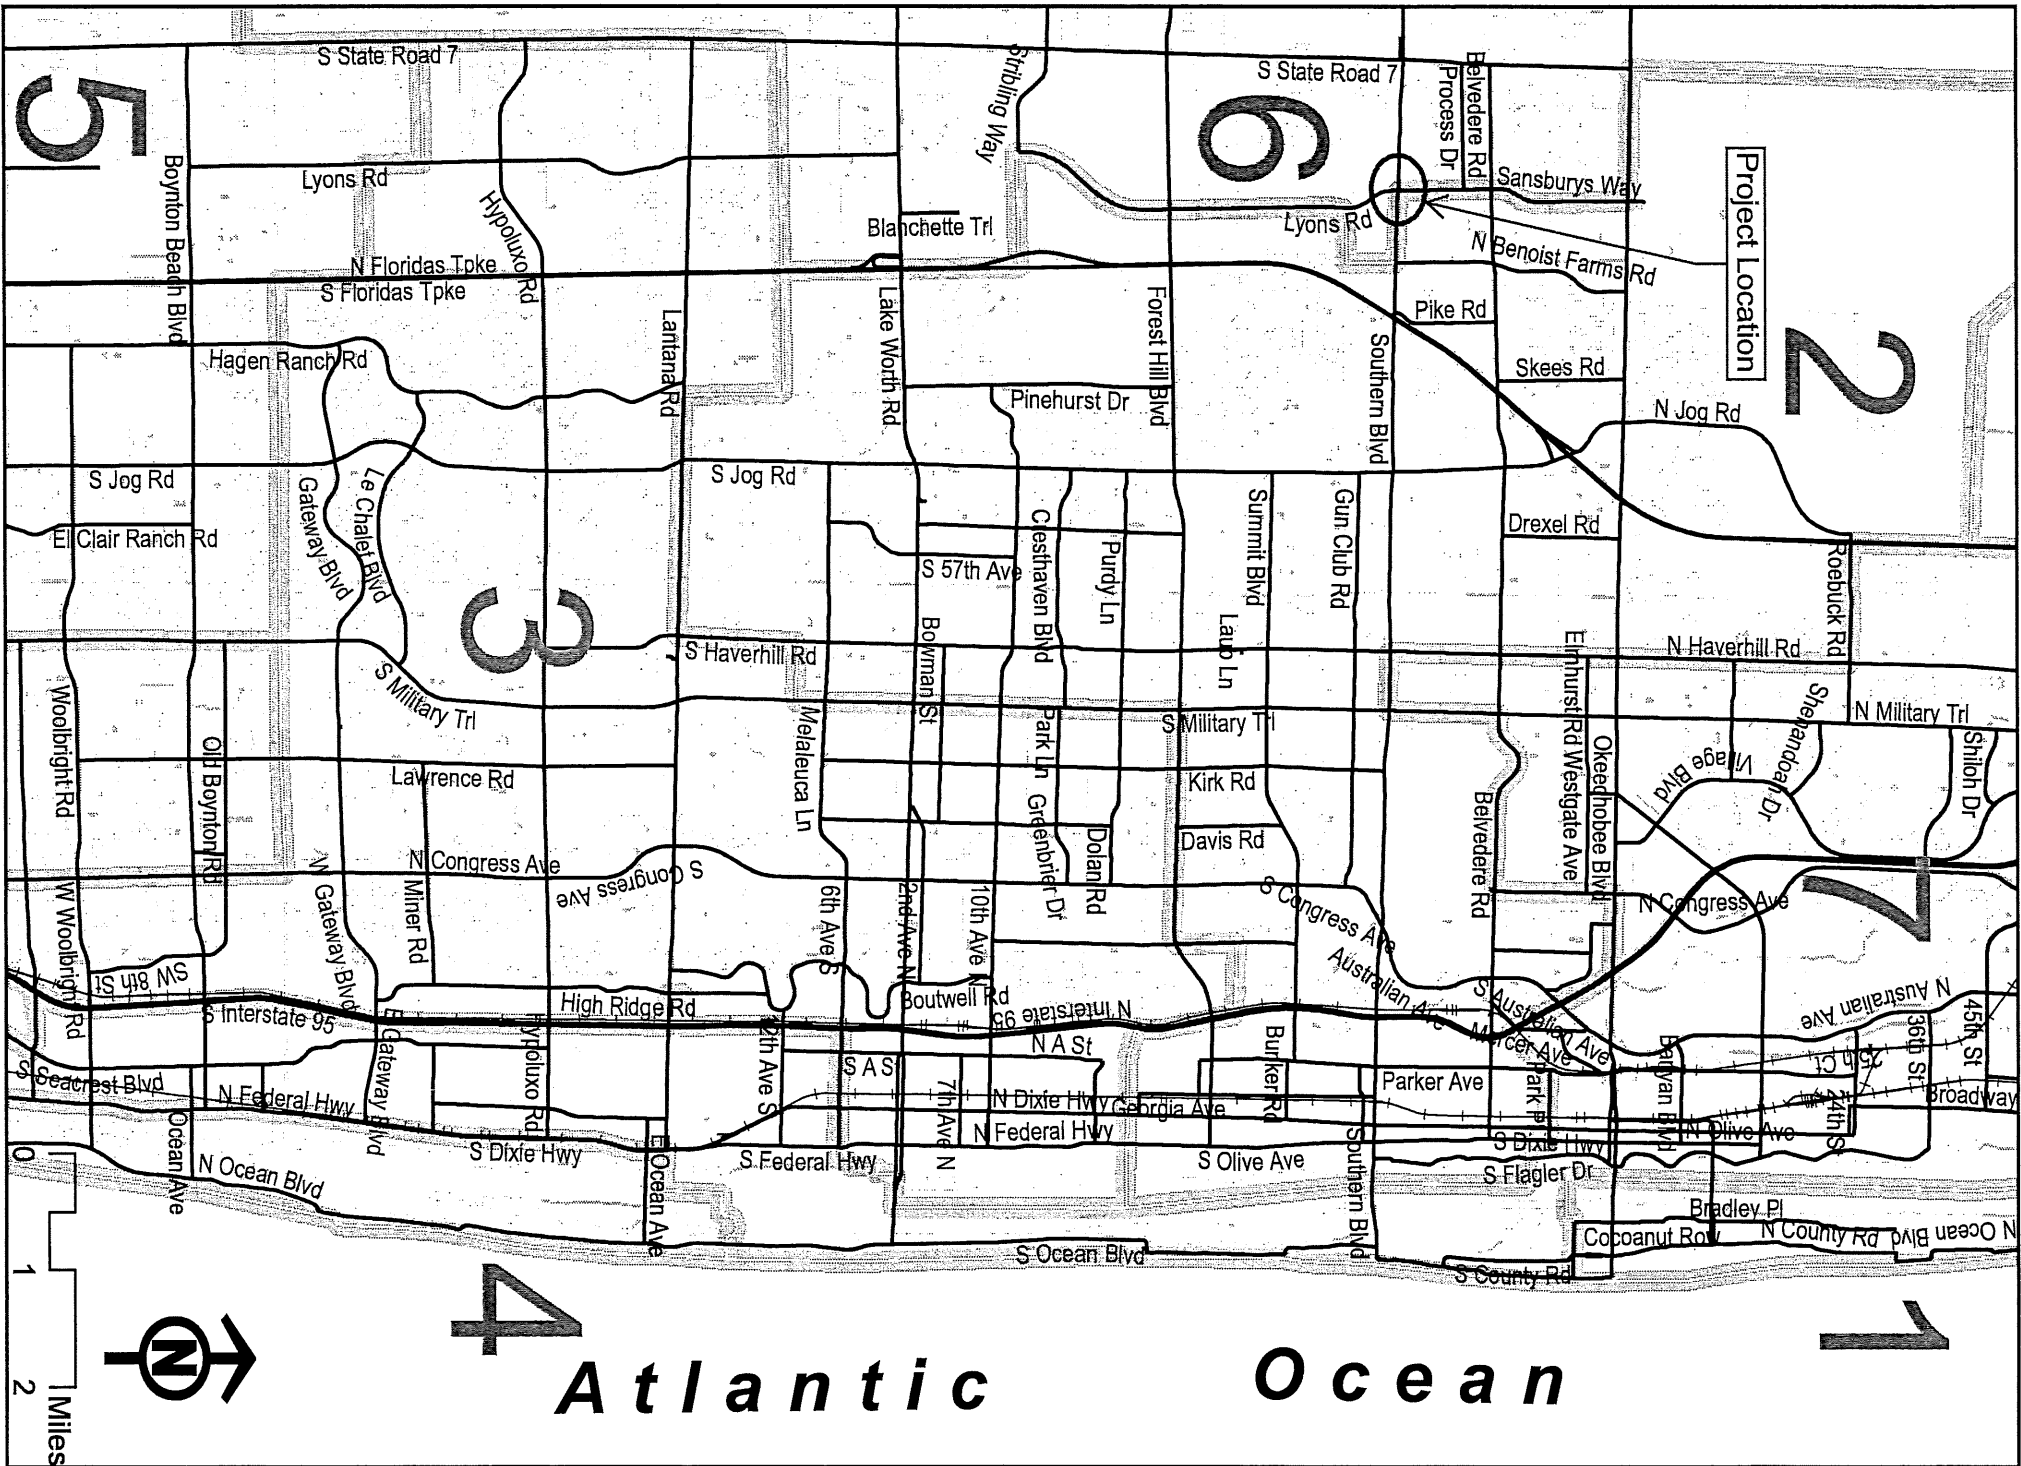 S State Road 7
S State Road 7
Stribling Way
Belvedere Rd
Process Dr
5
6
2
Project Location
Boynton Beach Blvd
Lyons Rd
Hypoluxo Rd
Blanchette Trl
Lyons Rd
Sansburys Way
N Benoist Farms Rd
N Floridas Tpke
S Floridas Tpke
Lake Worth Rd
Forest Hill Blvd
Pike Rd
Southern Blvd
Skees Rd
Lantana Rd
Hagen Ranch Rd
Pinehurst Dr
N Jog Rd
S Jog Rd
Le Chalet Blvd
Gateway Blvd
S Jog Rd
El Clair Ranch Rd
S 57th Ave
Cresthaven Blvd
Purdy Ln
Summit Blvd
Gun Club Rd
Drexel Rd
Roebuck Rd
3
Bowman St
Laub Ln
S Haverhill Rd
N Haverhill Rd
Elmhurst Rd
Westgate Ave
Okeechobee Blvd
Shenandoah Dr
Village Blvd
N Military Trl
Shiloh Dr
S Military Trl
S Military Trl
Woolbright Rd
Old Boynton Rd
Lawrence Rd
Melaleuca Ln
Park Ln
Greenbrier Dr
Kirk Rd
Dolan Rd
Davis Rd
Belvedere Rd
7
N Congress Ave
S Congress Ave
S Congress Ave
N Congress Ave
W Woolbright Rd
W Gateway Blvd
N Miner Rd
6th Ave S
2nd Ave N
10th Ave N
SW 8th St
High Ridge Rd
Boutwell Rd
S Interstate 95
N Interstate 95
Australian Ave
S Australian Ave
N Australian Ave
Mercer Ave
45th St
36th St
25th Ct
24th St
E Gateway Blvd
Hypoluxo Rd
12th Ave S
N A St
S A St
Bunker Rd
Parker Ave
Park Pl
Banyan Blvd
Broadway
S Seacrest Blvd
N Federal Hwy
7th Ave N
N Dixie Hwy
Georgia Ave
N Federal Hwy
S Dixie Hwy
N Olive Ave
Ocean Ave
S Dixie Hwy
E Ocean Ave
S Federal Hwy
S Olive Ave
Southern Blvd
S Flagler Dr
N Ocean Blvd
S Ocean Blvd
Bradley Pl
Cocoanut Row
N County Rd
N Ocean Blvd
S County Rd
4
1
0 1 2 Miles
N
Atlantic Ocean